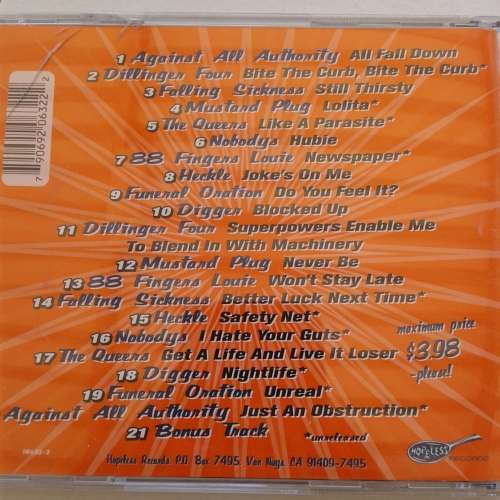 1 Against All Authority All Fall Down
2 Dillinger Four Bite The Curb, Bite The Curb*
3 Falling Sickness Still Thirsty
4 Mustard Plug Lolita*
5 The Queers Like A Parasite*
6 Nobodys Hubie
7 88 Fingers Louie Newspaper*
8 Heckle Joke's On Me
9 Funeral Oration Do You Feel It?
10 Digger Blocked Up
11 Dillinger Four Superpowers Enable Me
To Blend In With Machinery
12 Mustard Plug Never Be
13 88 Fingers Louie Won't Stay Late
14 Falling Sickness Better Luck Next Time*
15 Heckle Safety Net*
16 Nobodys I Hate Your Guts*
17 The Queers Get A Life And Live It Loser
18 Digger Nightlife*
19 Funeral Oration Unreal*
Against All Authority Just An Obstruction*
21 Bonus Track
*unreleased
maximum price
$3.98
-please!
7 90692 06322 2
Hopeless Records P.O. Box 7495 Van Nuys, CA 91409-7495
HOPELESS
RECORDS